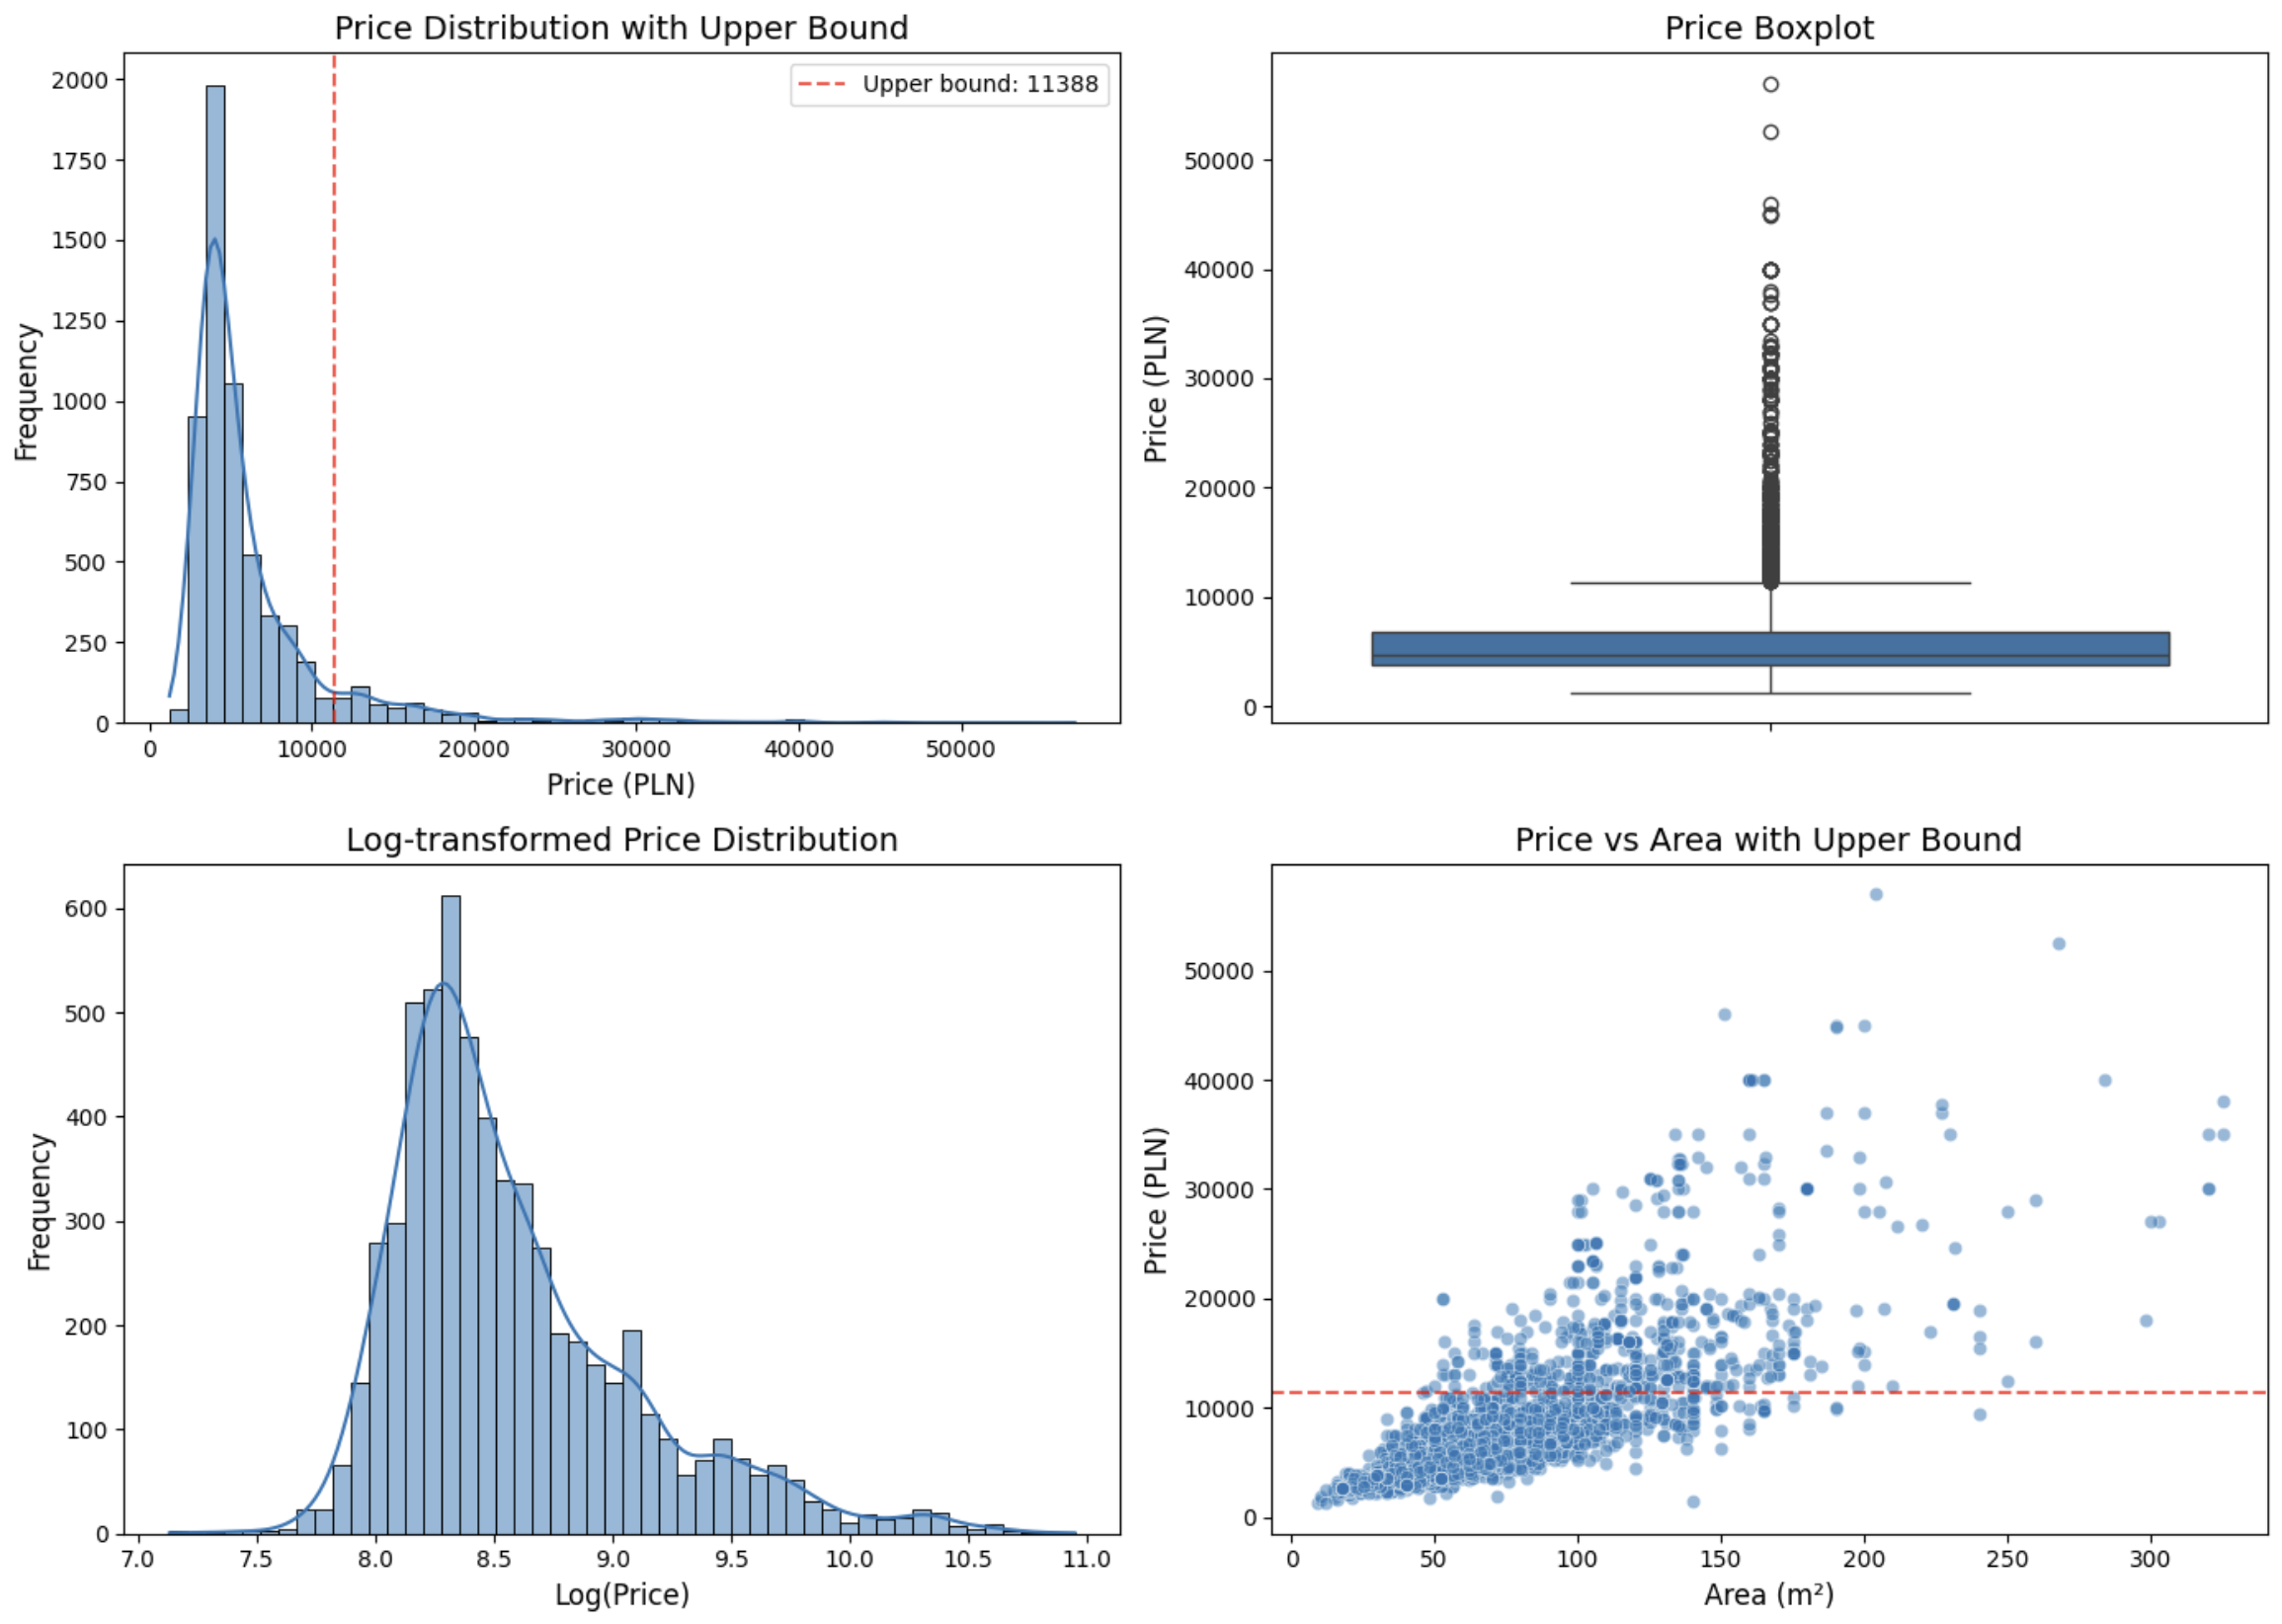 Price Distribution with Upper Bound
Frequency
2000
1750
1500
1250
1000
750
500
250
0
Upper bound: 11388
0 10000 20000 30000 40000 50000
Price (PLN)
Price Boxplot
Price (PLN)
50000
40000
30000
20000
10000
0
Log-transformed Price Distribution
Frequency
600
500
400
300
200
100
0
7.0 7.5 8.0 8.5 9.0 9.5 10.0 10.5 11.0
Log(Price)
Price vs Area with Upper Bound
Price (PLN)
50000
40000
30000
20000
10000
0
0 50 100 150 200 250 300
Area (m²)